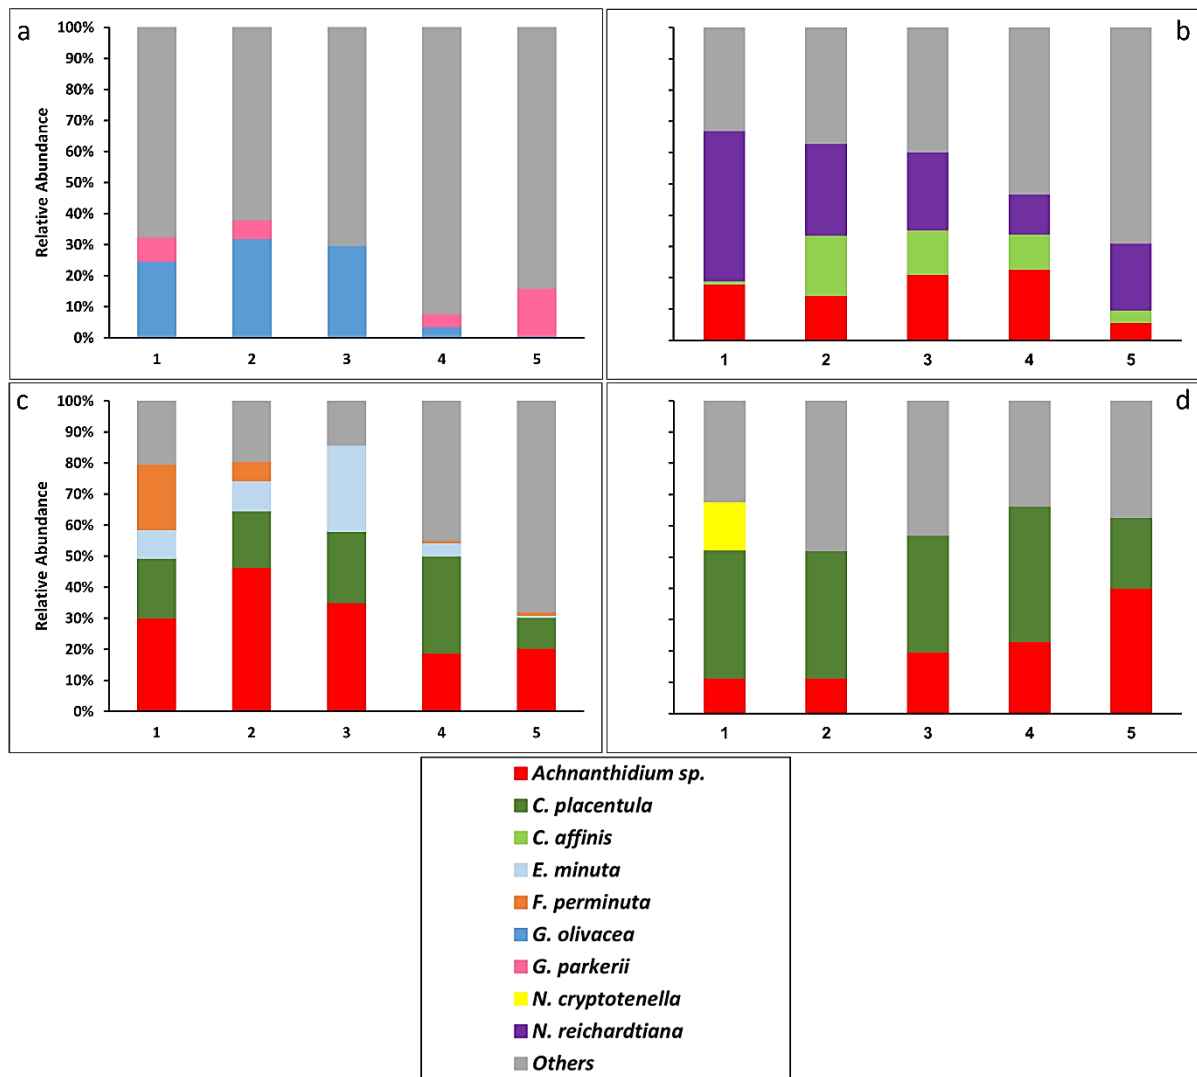 a
100%
90%
80%
70%
60%
50%
40%
30%
20%
10%
0%
Relative Abundance
1 2 3 4 5
b
1 2 3 4 5
c
100%
90%
80%
70%
60%
50%
40%
30%
20%
10%
0%
Relative Abundance
1 2 3 4 5
d
1 2 3 4 5
Achnanthidium sp.
C. placentula
C. affinis
E. minuta
F. perminuta
G. olivacea
G. parkerii
N. cryptotenella
N. reichardtiana
Others